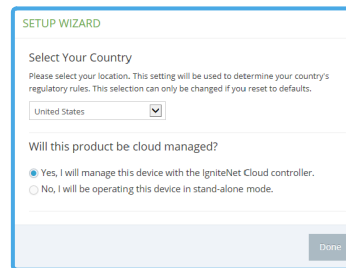 SETUP WIZARD
Select Your Country
Please select your location. This setting will be used to determine your country's
regulatory rules. This selection can only be changed if you reset to defaults.
United States
Will this product be cloud managed?
Yes, I will manage this device with the IgniteNet Cloud controller.
No, I will be operating this device in stand-alone mode.
Done